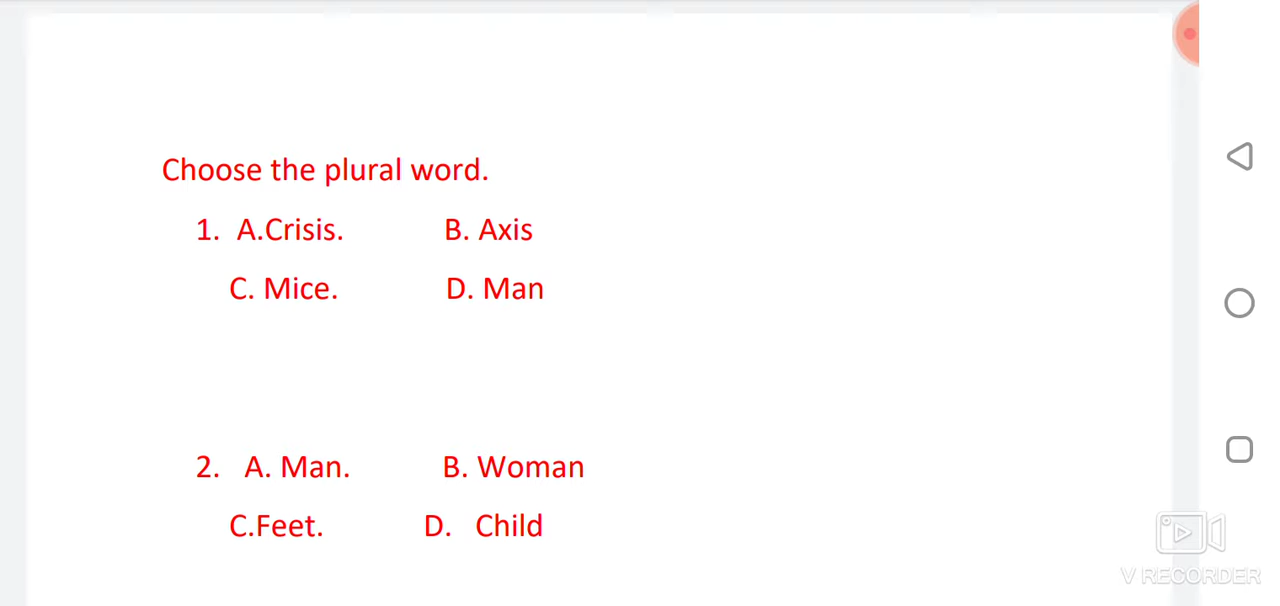 Choose the plural word.
1. A.Crisis. B. Axis
C. Mice. D. Man
2. A. Man. B. Woman
C.Feet. D. Child
V RECORDER